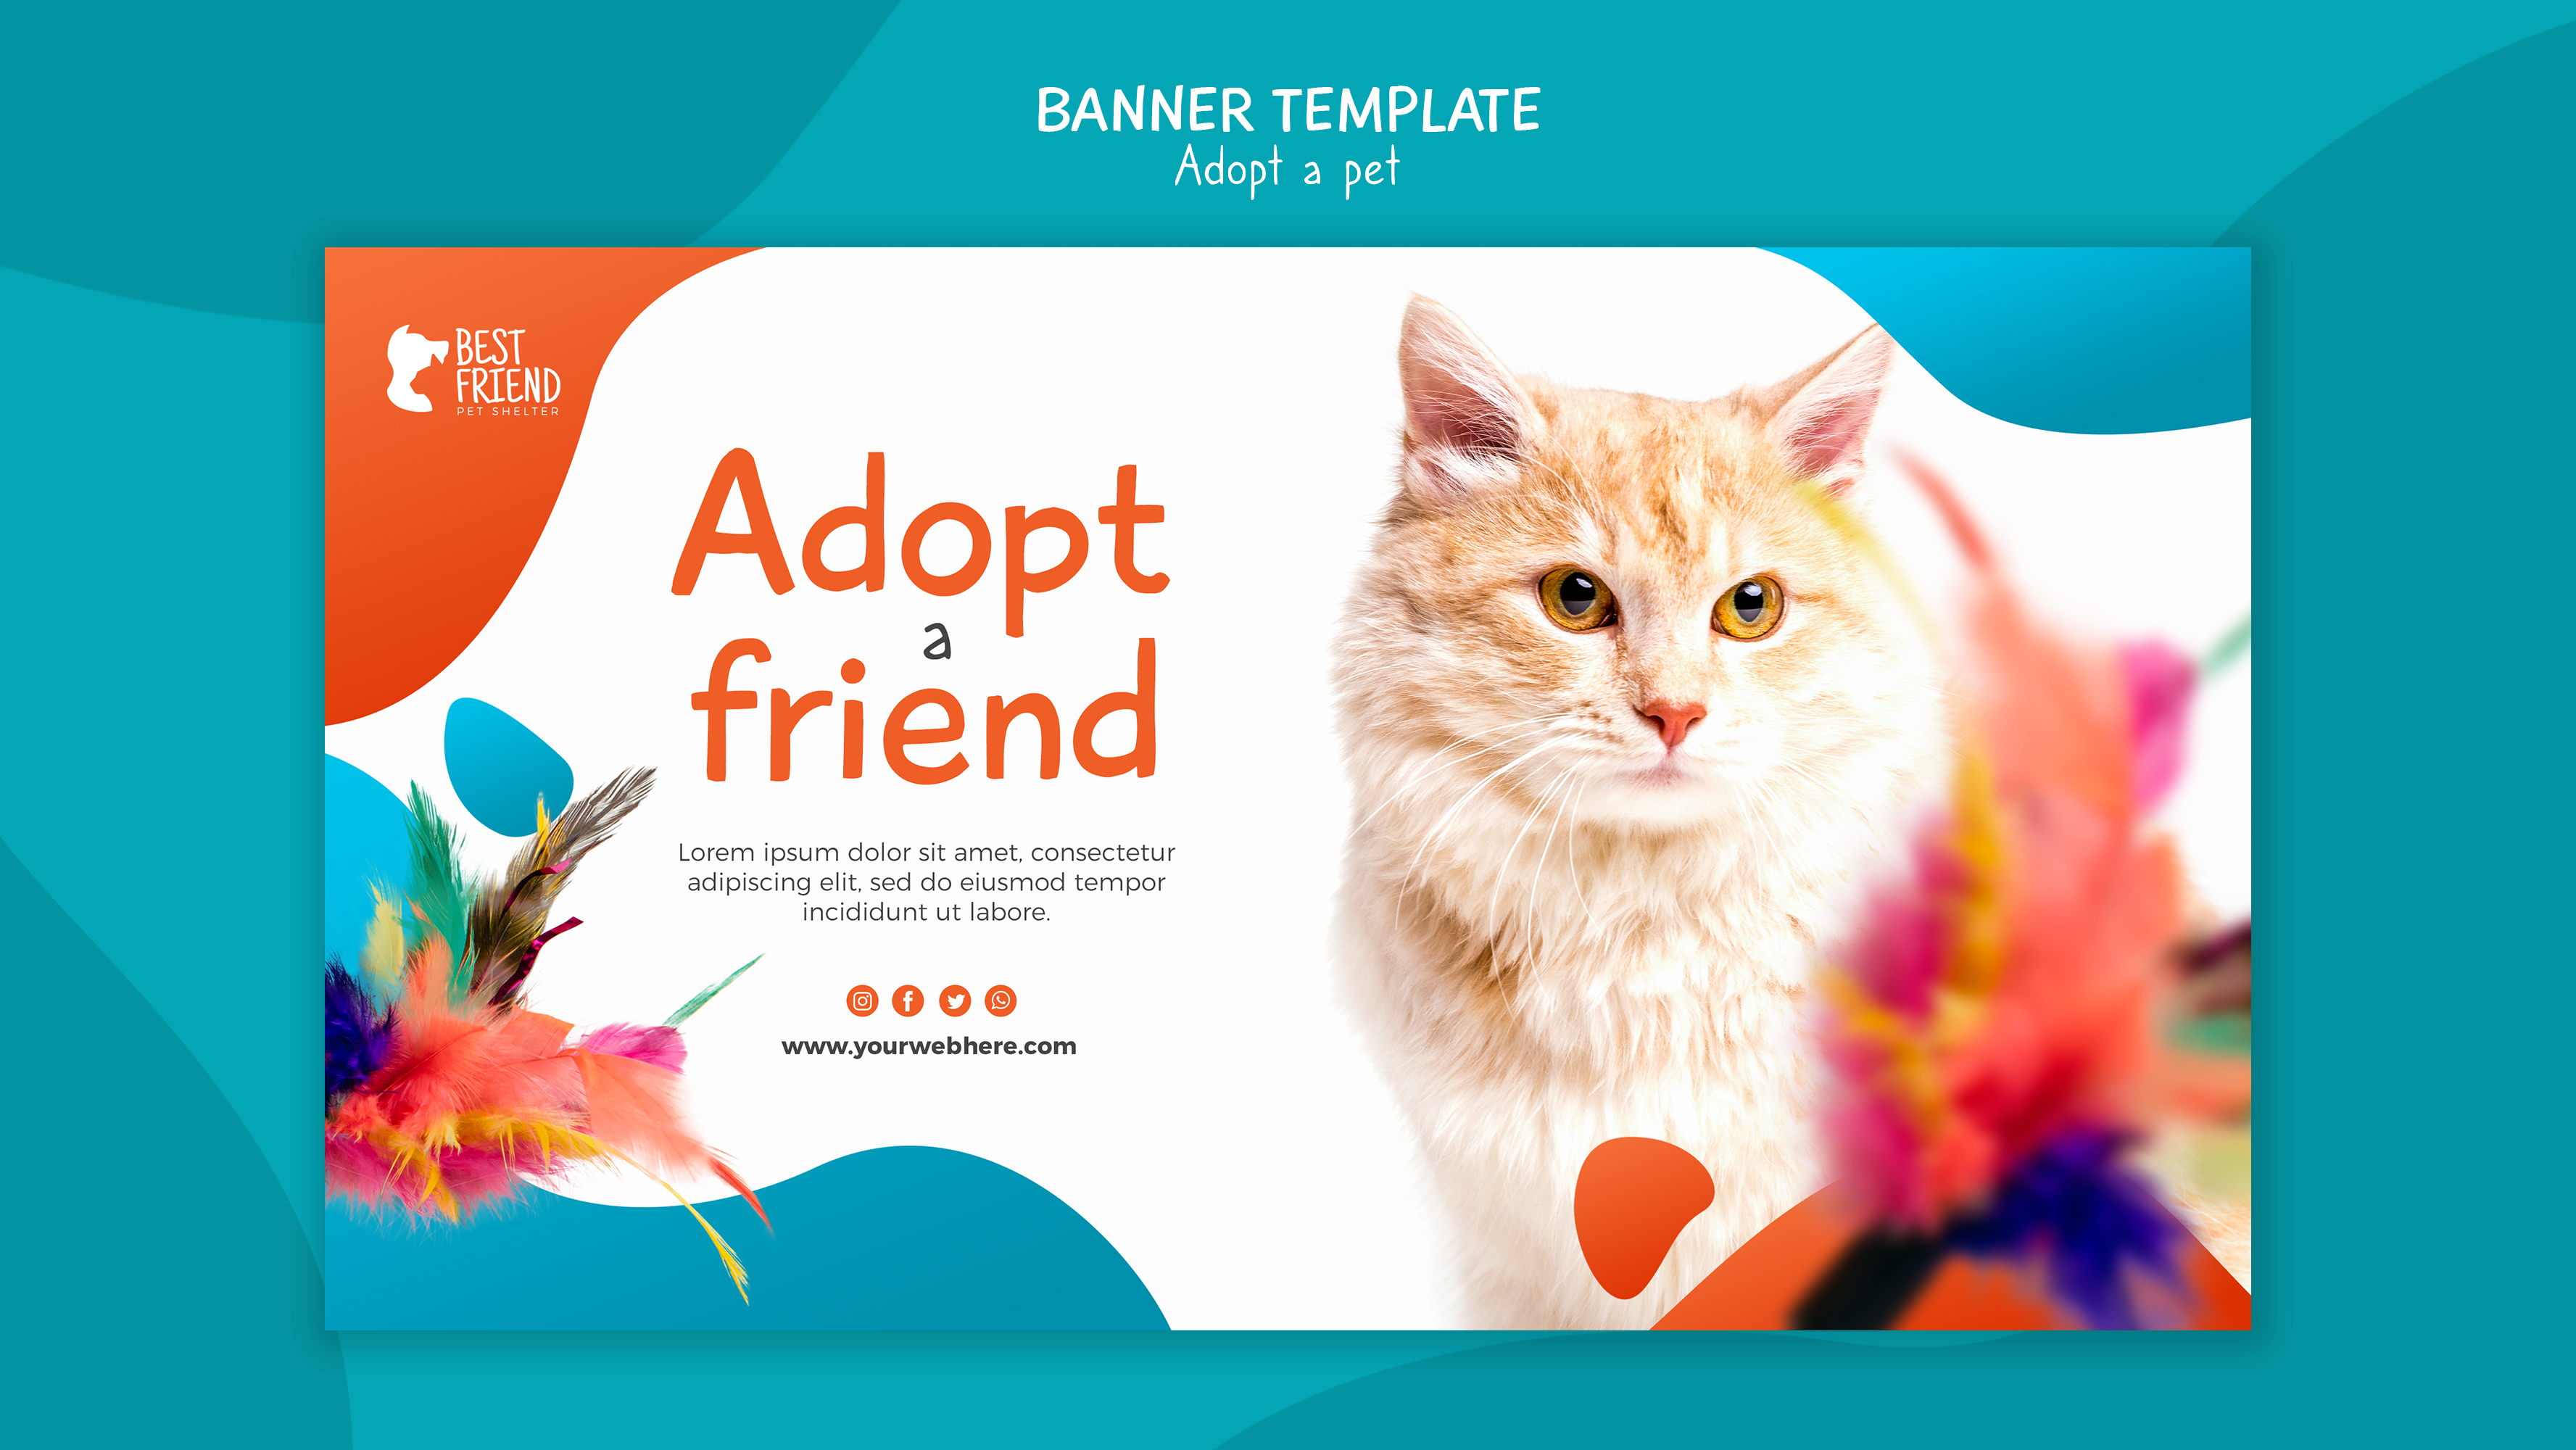 BANNER TEMPLATE
Adopt a pet
BEST
FRIEND
PET SHELTER
Adopt
a
friend
Lorem ipsum dolor sit amet, consectetur
adipiscing elit, sed do eiusmod tempor
incididunt ut labore.
www.yourwebhere.com